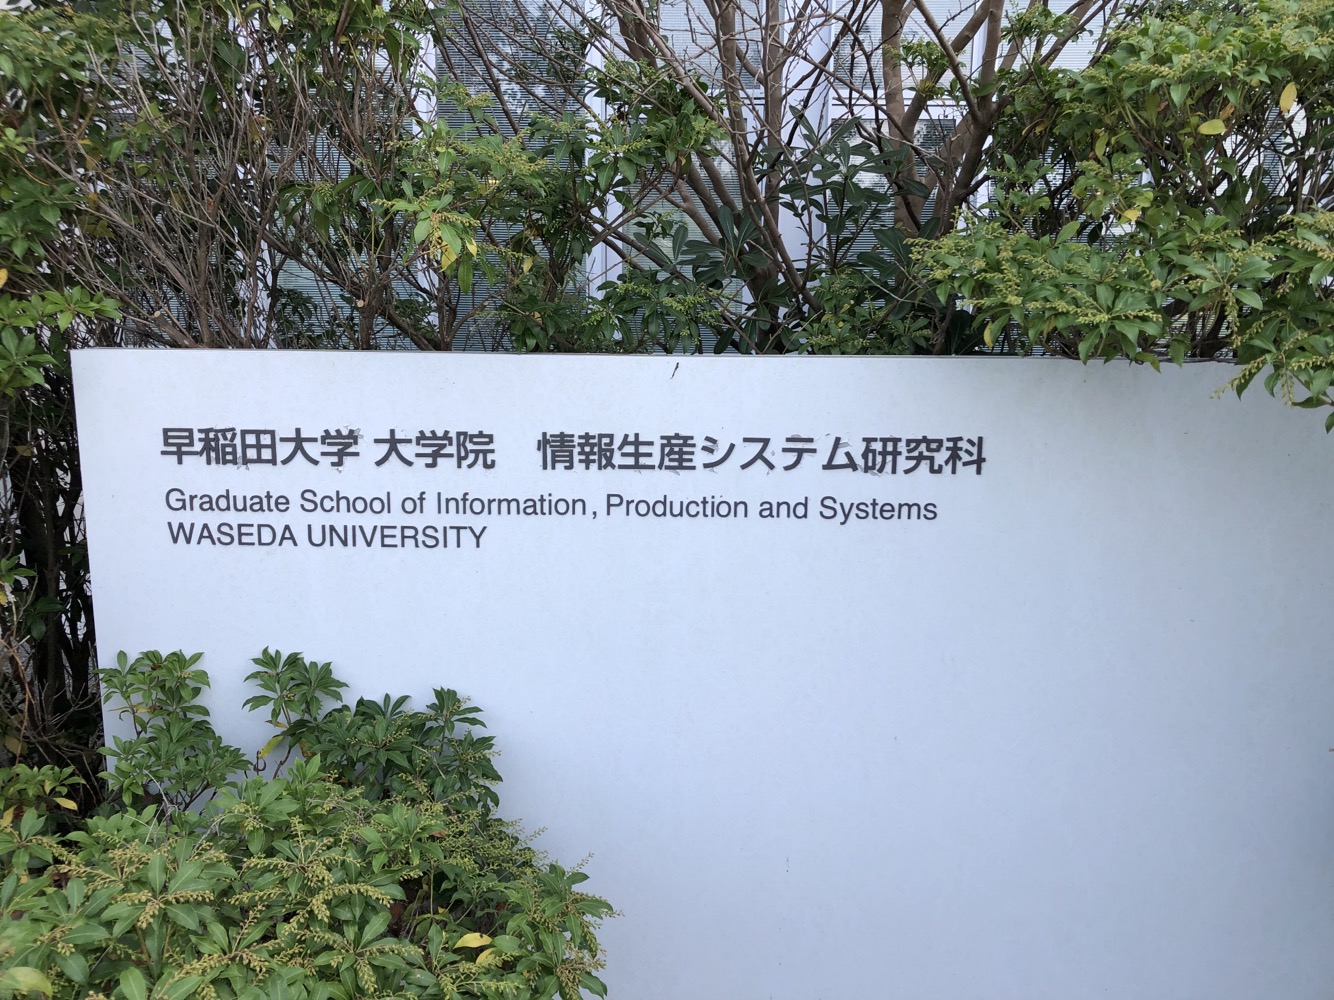 早稲田大学 大学院　情報生産システム研究科
Graduate School of Information, Production and Systems
WASEDA UNIVERSITY